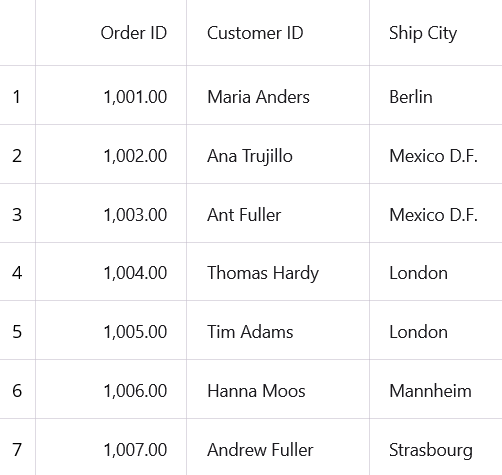 Order ID Customer ID Ship City
1 1,001.00 Maria Anders Berlin
2 1,002.00 Ana Trujillo Mexico D.F.
3 1,003.00 Ant Fuller Mexico D.F.
4 1,004.00 Thomas Hardy London
5 1,005.00 Tim Adams London
6 1,006.00 Hanna Moos Mannheim
7 1,007.00 Andrew Fuller Strasbourg